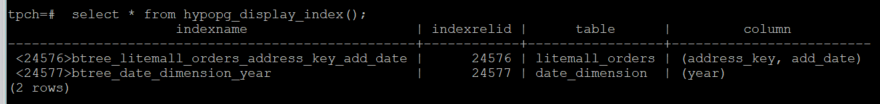 tpch=# select * from hypopg_display_index();
indexname | indexrelid | table | column
--------------------------------------------+------------+-----------------+-------------------------
<24576>btree_litemall_orders_address_key_add_date | 24576 | litemall_orders | (address_key, add_date)
<24577>btree_date_dimension_year | 24577 | date_dimension | (year)
(2 rows)